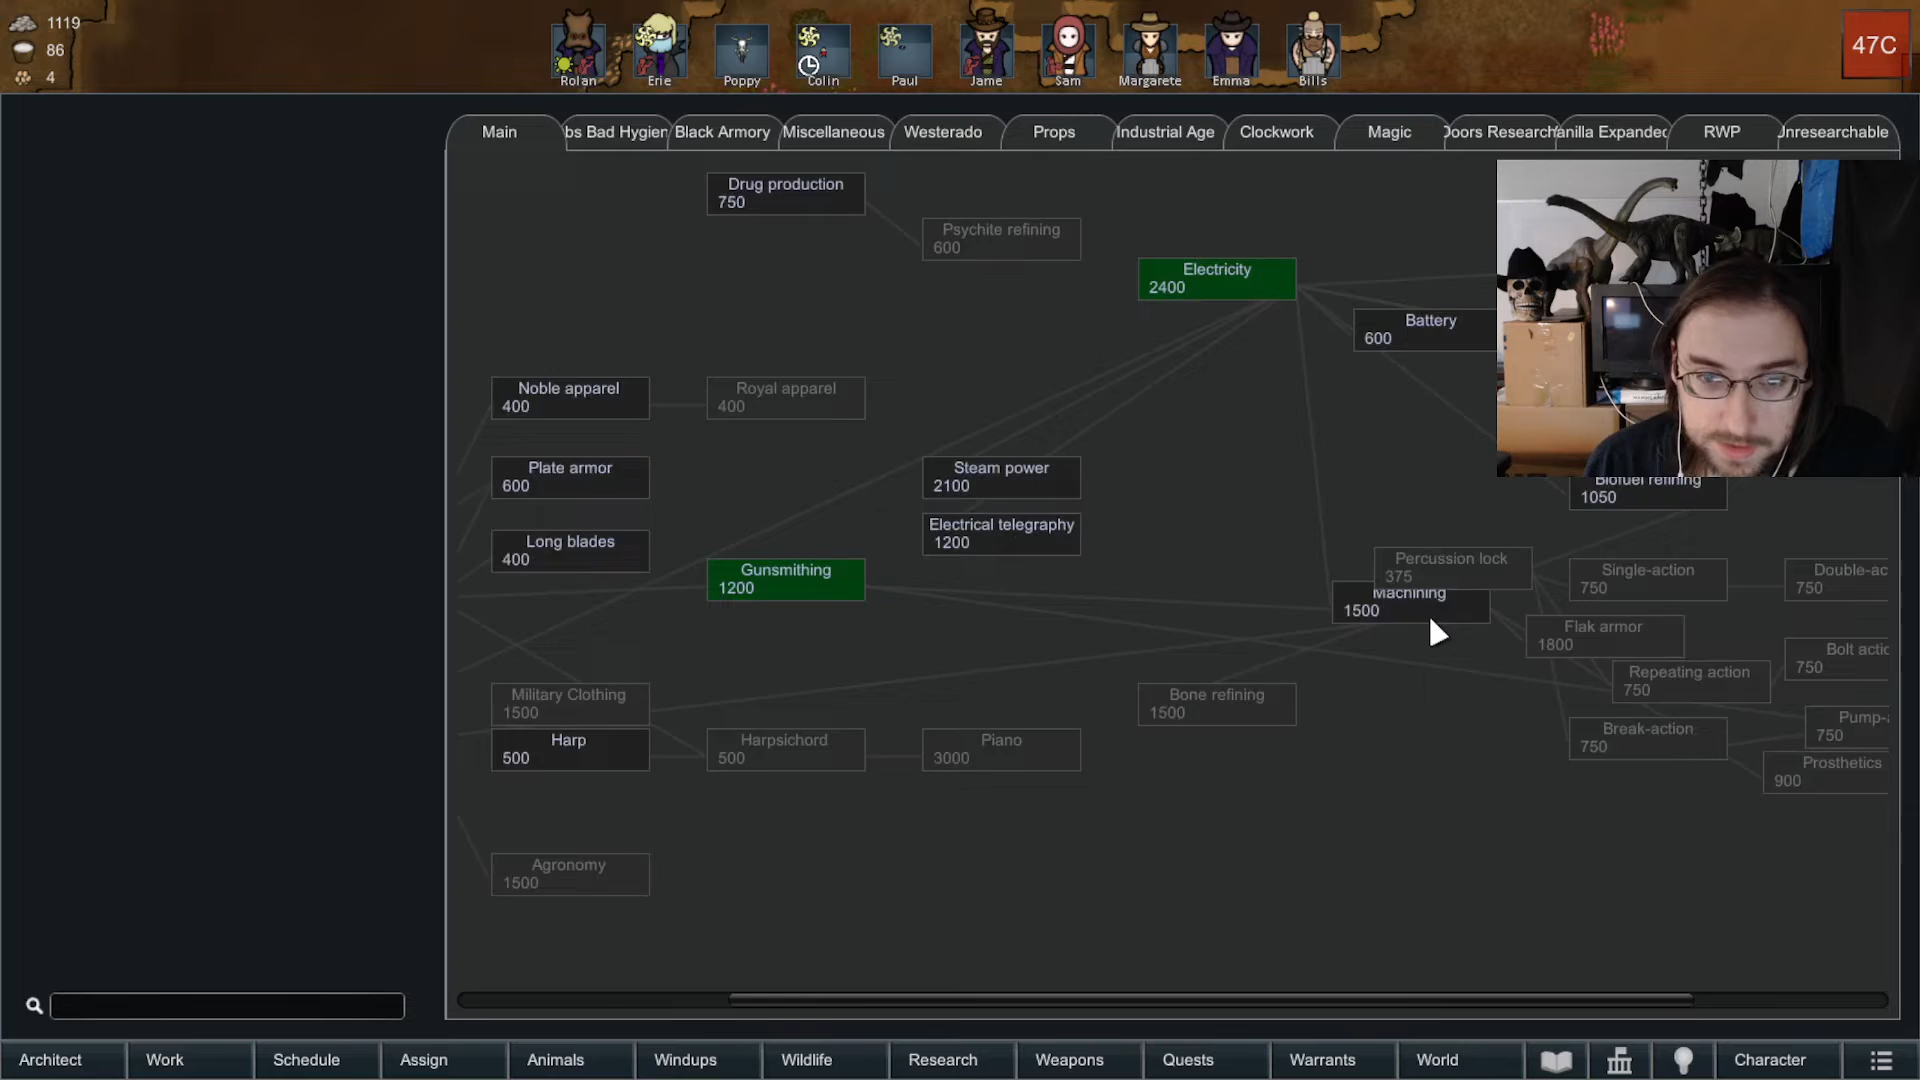 1119
86
4
Rolan
Erie
Poppy
Colin
Paul
Jame
Sam
Margarete
Emma
Bills
47C
Main
bs Bad Hygien
Black Armory
Miscellaneous
Westerado
Props
Industrial Age
Clockwork
Magic
Doors Research
anilla Expanded
RWP
Unresearchable
Drug production
750
Psychite refining
600
Electricity
2400
Battery
600
Noble apparel
400
Royal apparel
400
Plate armor
600
Steam power
2100
Biofuel refining
1050
Electrical telegraphy
1200
Long blades
400
Gunsmithing
1200
Percussion lock
375
Machining
1500
Single-action
750
Double-ac
750
Flak armor
1800
Bolt actic
750
Repeating action
750
Military Clothing
1500
Bone refining
1500
Pump-a
750
Break-action
750
Harp
500
Harpsichord
500
Piano
3000
Prosthetics
900
Agronomy
1500
Architect
Work
Schedule
Assign
Animals
Windups
Wildlife
Research
Weapons
Quests
Warrants
World
Character